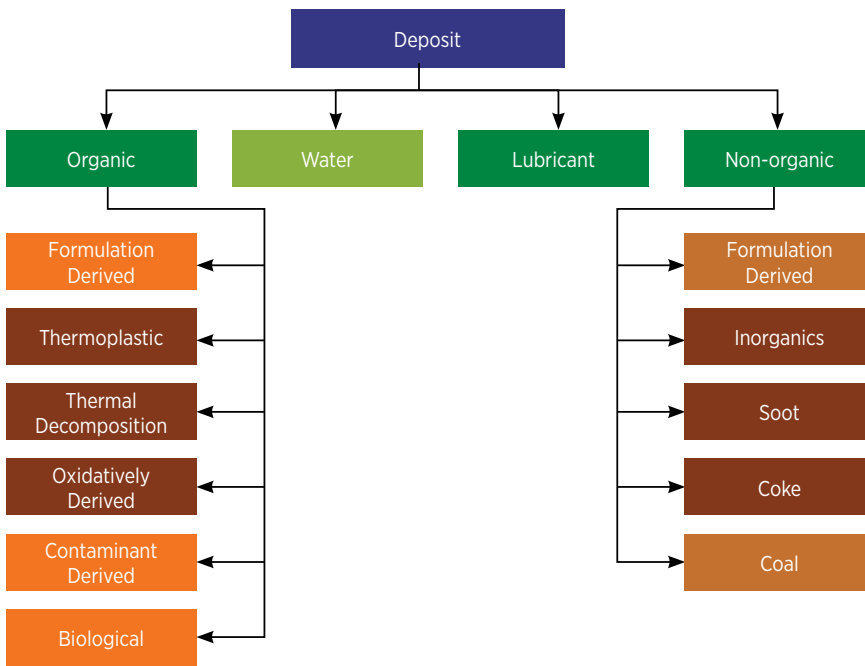 Deposit
Organic
Water
Lubricant
Non-organic
Formulation
Derived
Thermoplastic
Thermal
Decomposition
Oxidatively
Derived
Contaminant
Derived
Biological
Formulation
Derived
Inorganics
Soot
Coke
Coal